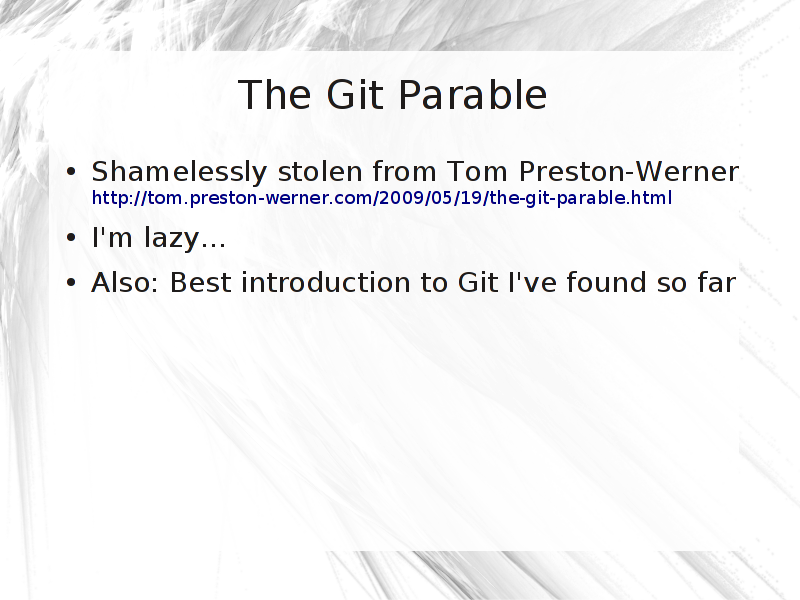 The Git Parable
• Shamelessly stolen from Tom Preston-Werner
http://tom.preston-werner.com/2009/05/19/the-git-parable.html
• I'm lazy...
• Also: Best introduction to Git I've found so far